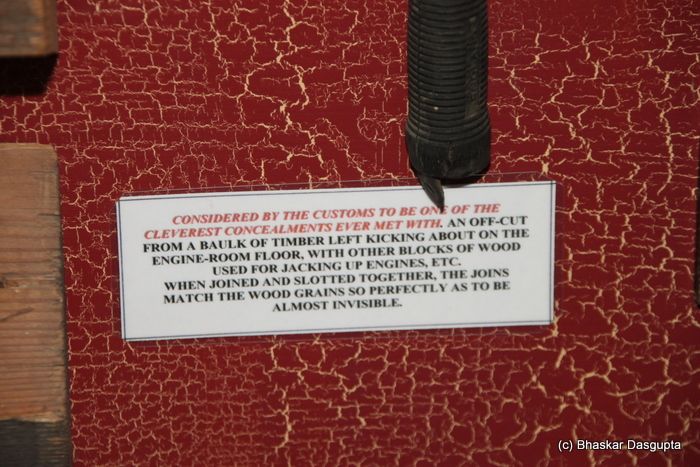 CONSIDERED BY THE CUSTOMS TO BE ONE OF THE
CLEVEREST CONCEALMENTS EVER MET WITH. AN OFF-CUT
FROM A BAULK OF TIMBER LEFT KICKING ABOUT ON THE
ENGINE-ROOM FLOOR, WITH OTHER BLOCKS OF WOOD
USED FOR JACKING UP ENGINES, ETC.
WHEN JOINED AND SLOTTED TOGETHER, THE JOINS
MATCH THE WOOD GRAINS SO PERFECTLY AS TO BE
ALMOST INVISIBLE.
(c) Bhaskar Dasgupta